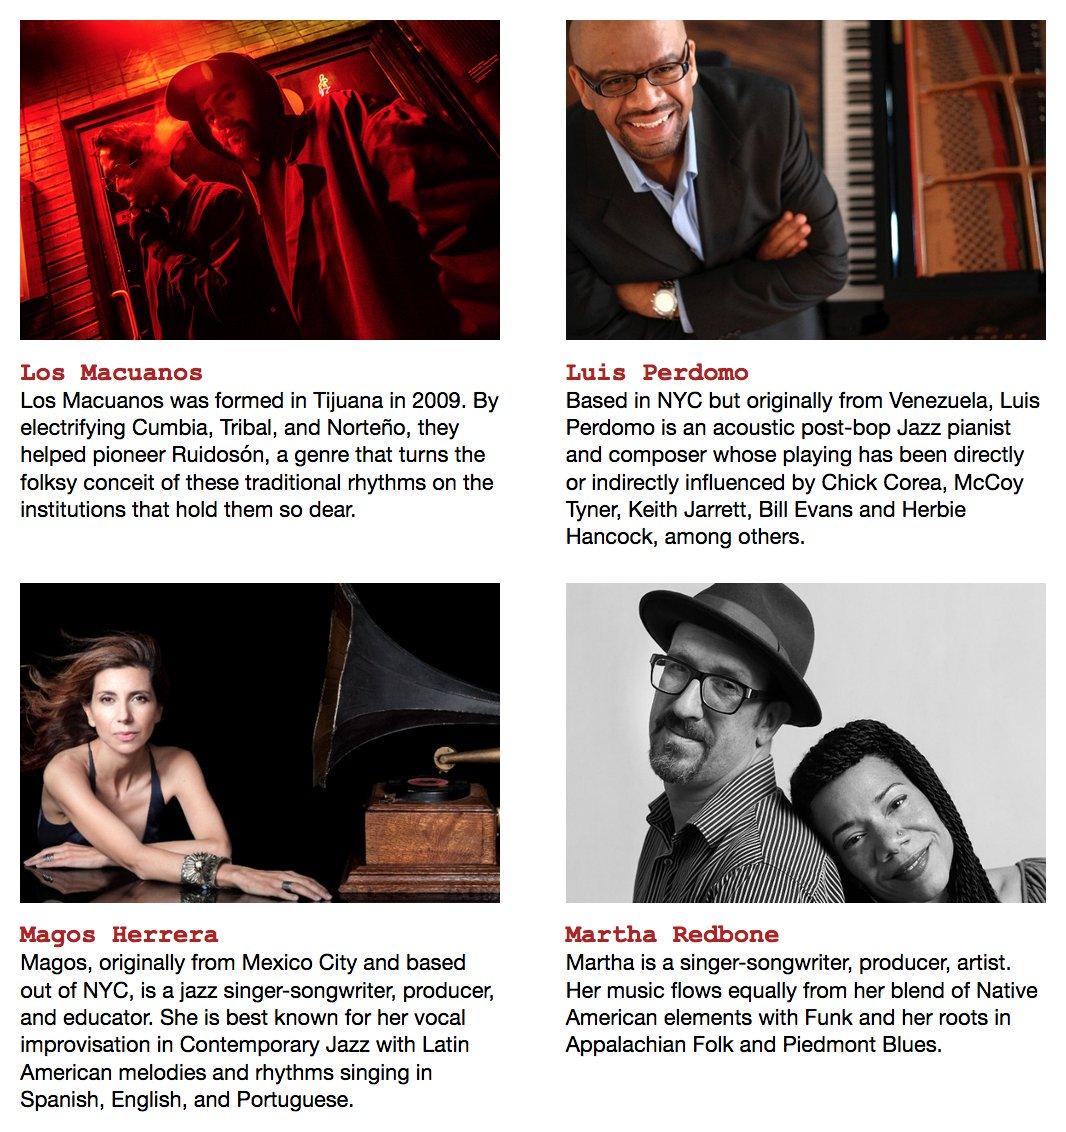 Los Macuanos
Los Macuanos was formed in Tijuana in 2009. By
electrifying Cumbia, Tribal, and Norteño, they
helped pioneer Ruidosón, a genre that turns the
folksy conceit of these traditional rhythms on the
institutions that hold them so dear.
Luis Perdomo
Based in NYC but originally from Venezuela, Luis
Perdomo is an acoustic post-bop Jazz pianist
and composer whose playing has been directly
or indirectly influenced by Chick Corea, McCoy
Tyner, Keith Jarrett, Bill Evans and Herbie
Hancock, among others.
Magos Herrera
Magos, originally from Mexico City and based
out of NYC, is a jazz singer-songwriter, producer,
and educator. She is best known for her vocal
improvisation in Contemporary Jazz with Latin
American melodies and rhythms singing in
Spanish, English, and Portuguese.
Martha Redbone
Martha is a singer-songwriter, producer, artist.
Her music flows equally from her blend of Native
American elements with Funk and her roots in
Appalachian Folk and Piedmont Blues.